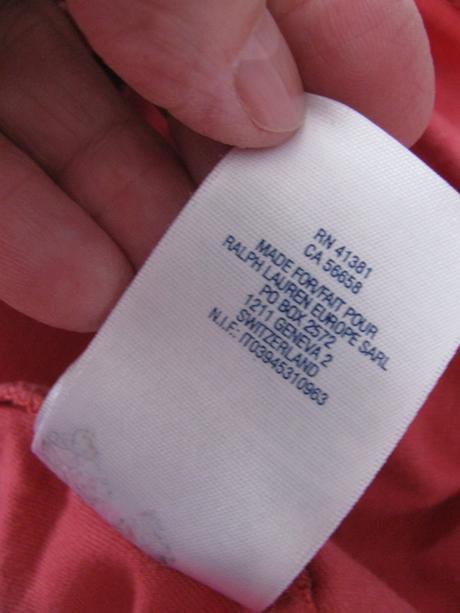 RN 41381
CA 56658
MADE FOR/FAIT POUR
RALPH LAUREN EUROPE SARL
PO BOX 2572
1211 GENEVA 2
SWITZERLAND
N.I.F.: IT03945310963